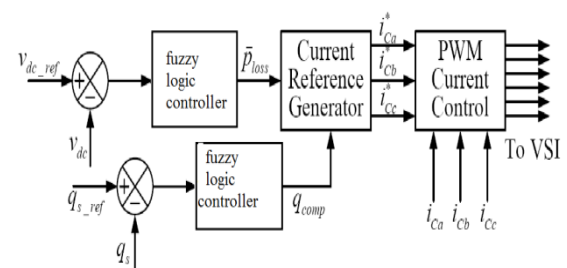 v_dc_ref
+
−
v_dc
fuzzy
logic
controller
p̄_loss
Current
Reference
Generator
i*_Ca
i*_Cb
i*_Cc
PWM
Current
Control
To VSI
i_Ca i_Cb i_Cc
q_s_ref
+
−
q_s
fuzzy
logic
controller
q_comp